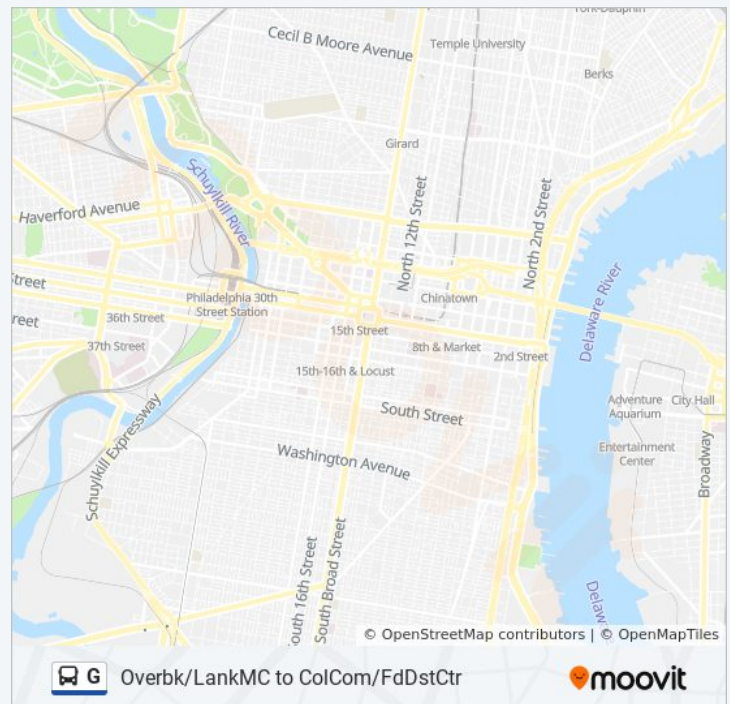 York-Dauphin
Cecil B Moore Avenue
Temple University
Berks
Girard
Schuylkill River
Haverford Avenue
North 12th Street
North 2nd Street
Delaware River
Street
Philadelphia 30th
Street Station
Chinatown
36th Street
15th Street
reet
37th Street
8th & Market
2nd Street
15th-16th & Locust
South Street
Adventure
Aquarium
City Hall
Washington Avenue
Entertainment
Center
Broadway
Schuylkill Expressway
outh 16th Street
South Broad Street
Delaw
© OpenStreetMap contributors | © OpenMapTiles
G Overbk/LankMC to ColCom/FdDstCtr
moovit